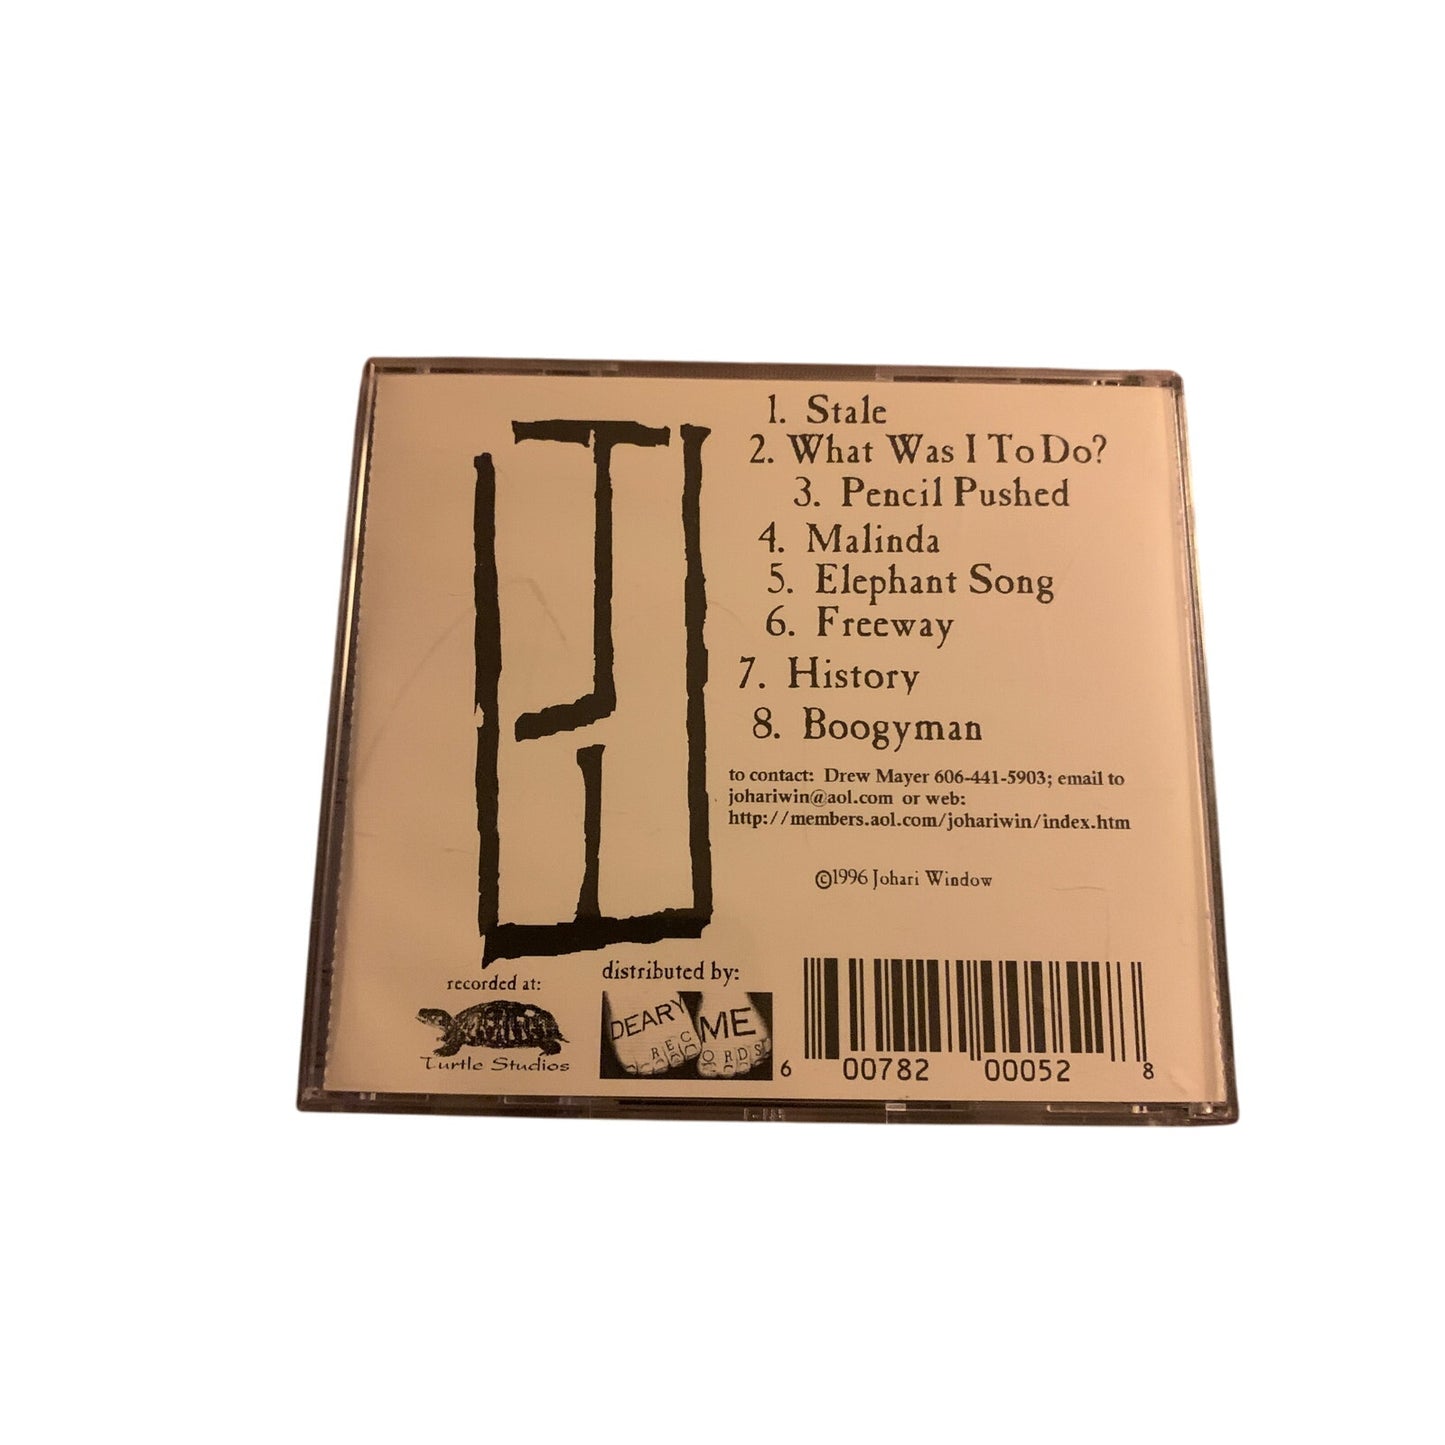 1. Stale
2. What Was I To Do?
3. Pencil Pushed
4. Malinda
5. Elephant Song
6. Freeway
7. History
8. Boogyman
to contact: Drew Mayer 606-441-5903; email to
johariwin@aol.com or web:
http://members.aol.com/johariwin/index.htm
©1996 Johari Window
recorded at:
Turtle Studios
distributed by:
DEARY ME
RECORDS
6 00782 00052 8